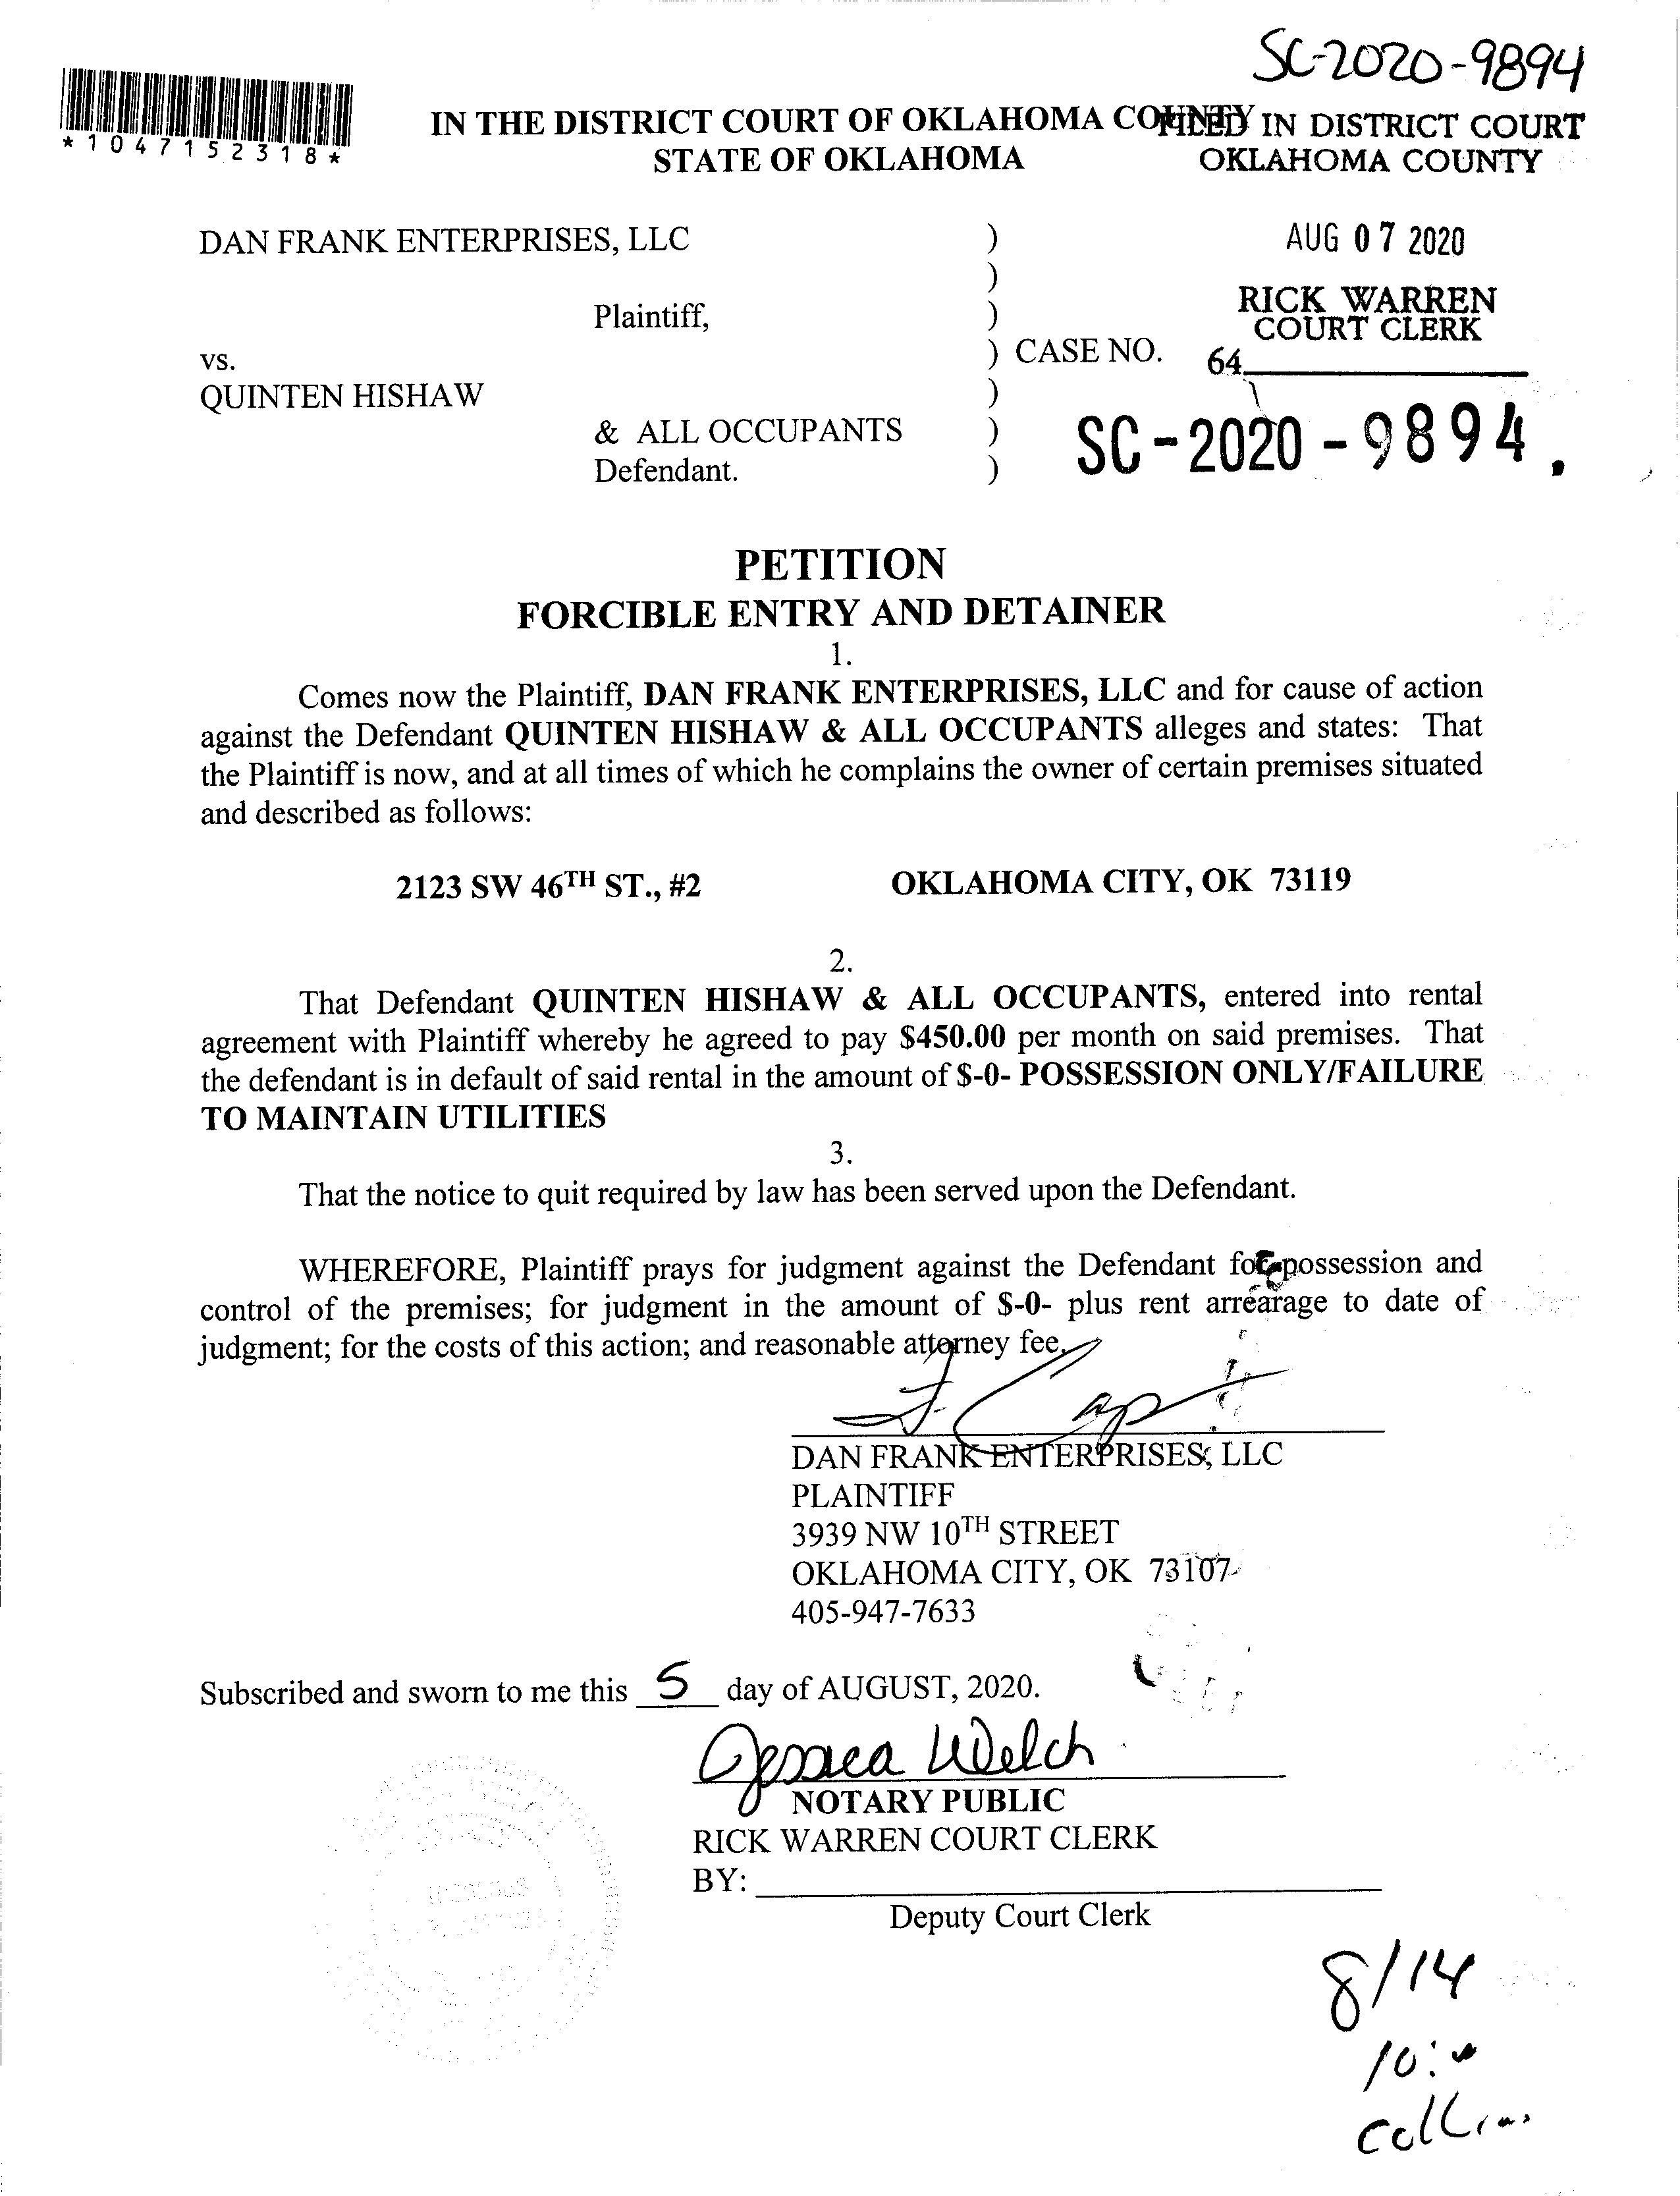 SC-2020-9894
*1047152318*
IN THE DISTRICT COURT OF OKLAHOMA COUNTY
FILED IN DISTRICT COURT
STATE OF OKLAHOMA
OKLAHOMA COUNTY
DAN FRANK ENTERPRISES, LLC )
AUG 07 2020
)
Plaintiff, )
RICK WARREN
COURT CLERK
vs. ) CASE NO.
64
QUINTEN HISHAW )
& ALL OCCUPANTS )
SC-2020-9894.
Defendant. )
PETITION
FORCIBLE ENTRY AND DETAINER
1.
Comes now the Plaintiff, DAN FRANK ENTERPRISES, LLC and for cause of action
against the Defendant QUINTEN HISHAW & ALL OCCUPANTS alleges and states: That
the Plaintiff is now, and at all times of which he complains the owner of certain premises situated
and described as follows:
2123 SW 46TH ST., #2 OKLAHOMA CITY, OK 73119
2.
That Defendant QUINTEN HISHAW & ALL OCCUPANTS, entered into rental
agreement with Plaintiff whereby he agreed to pay $450.00 per month on said premises. That
the defendant is in default of said rental in the amount of $-0- POSSESSION ONLY/FAILURE
TO MAINTAIN UTILITIES
3.
That the notice to quit required by law has been served upon the Defendant.
WHEREFORE, Plaintiff prays for judgment against the Defendant for possession and
control of the premises; for judgment in the amount of $-0- plus rent arrearage to date of
judgment; for the costs of this action; and reasonable attorney fee.
DAN FRANK ENTERPRISES, LLC
PLAINTIFF
3939 NW 10TH STREET
OKLAHOMA CITY, OK 73107
405-947-7633
Subscribed and sworn to me this 5 day of AUGUST, 2020.
Jessica Welch
NOTARY PUBLIC
RICK WARREN COURT CLERK
BY:
Deputy Court Clerk
8/14